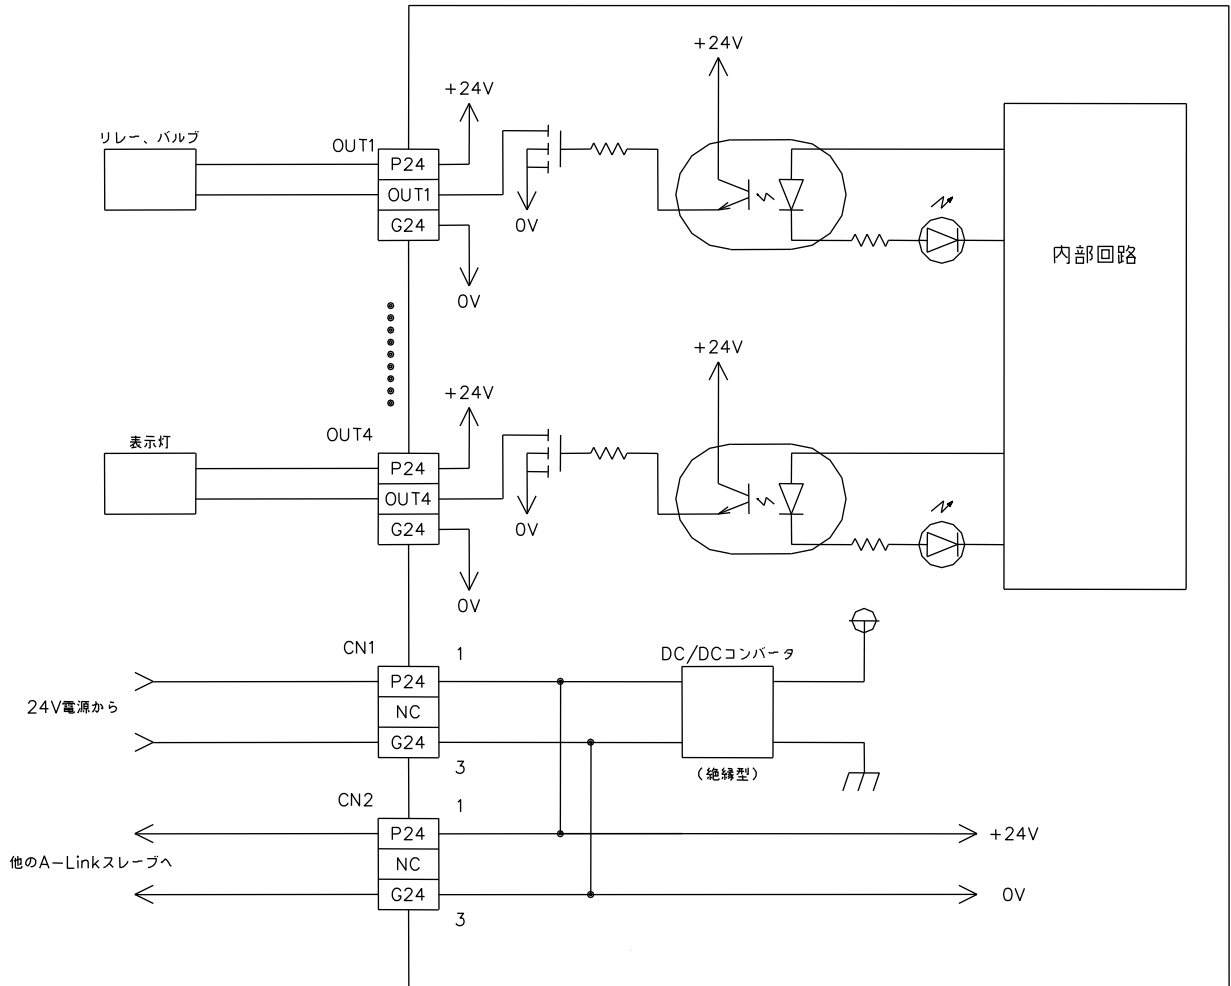 +24V
+24V
リレー、バルブ
OUT1
P24
OUT1
G24
0V
0V
内部回路
+24V
+24V
表示灯
OUT4
P24
OUT4
G24
0V
0V
CN1
1
DC/DCコンバータ
24V電源から
P24
NC
G24
3
(絶縁型)
CN2
1
P24
+24V
他のA-Linkスレーブへ
NC
G24
0V
3